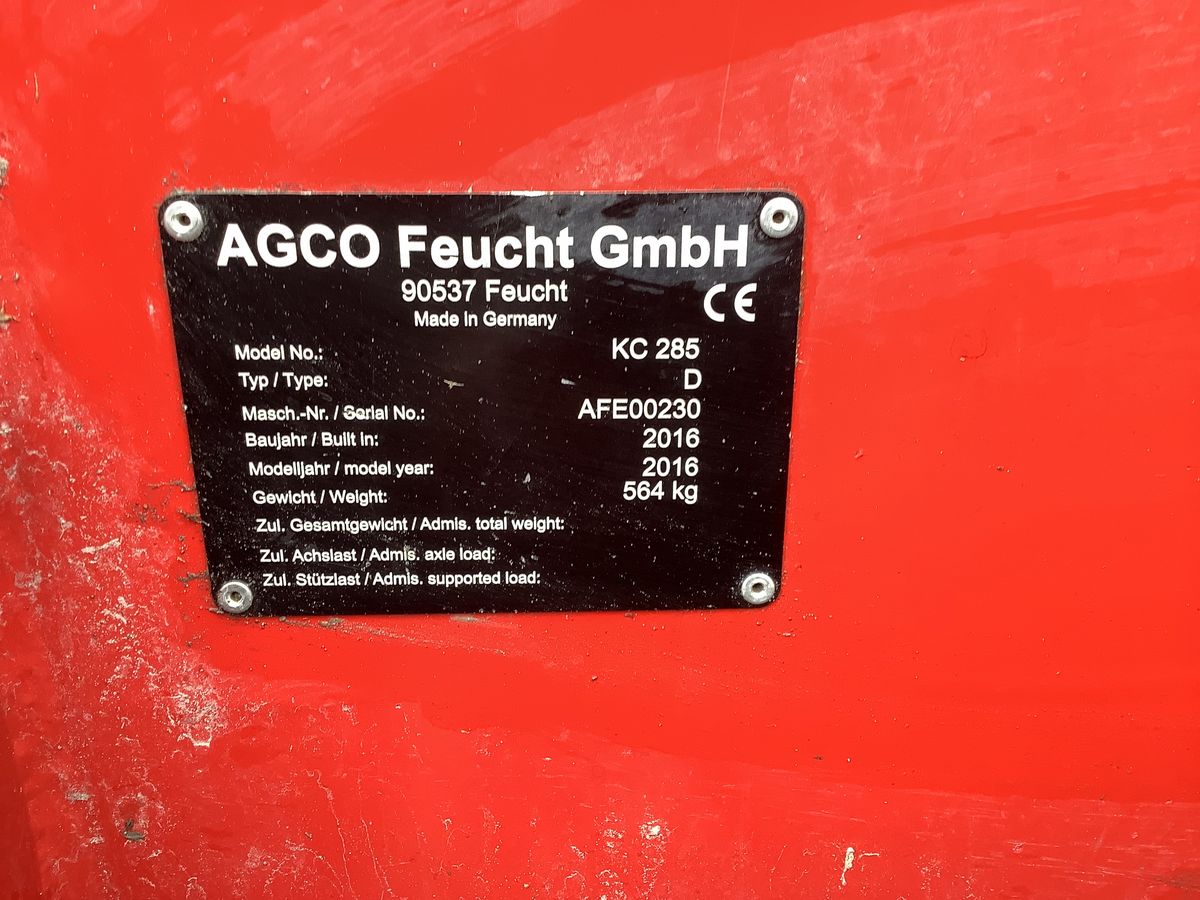 AGCO Feucht GmbH
90537 Feucht
Made in Germany
CE
Model No.: KC 285
Typ / Type: D
Masch.-Nr. / Serial No.: AFE00230
Baujahr / Built in: 2016
Modelljahr / model year: 2016
Gewicht / Weight: 564 kg
Zul. Gesamtgewicht / Admis. total weight:
Zul. Achslast / Admis. axle load:
Zul. Stützlast / Admis. supported load: